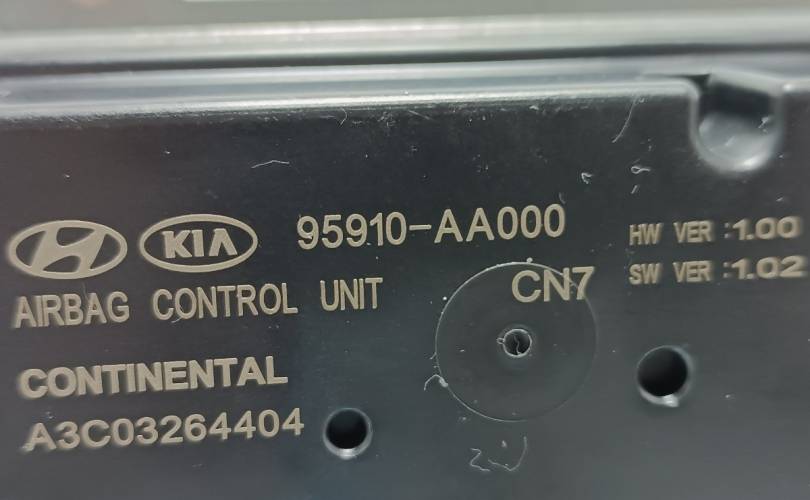 KIA 95910-AA000 HW VER :1.00
AIRBAG CONTROL UNIT CN7 SW VER :1.02
CONTINENTAL
A3C03264404